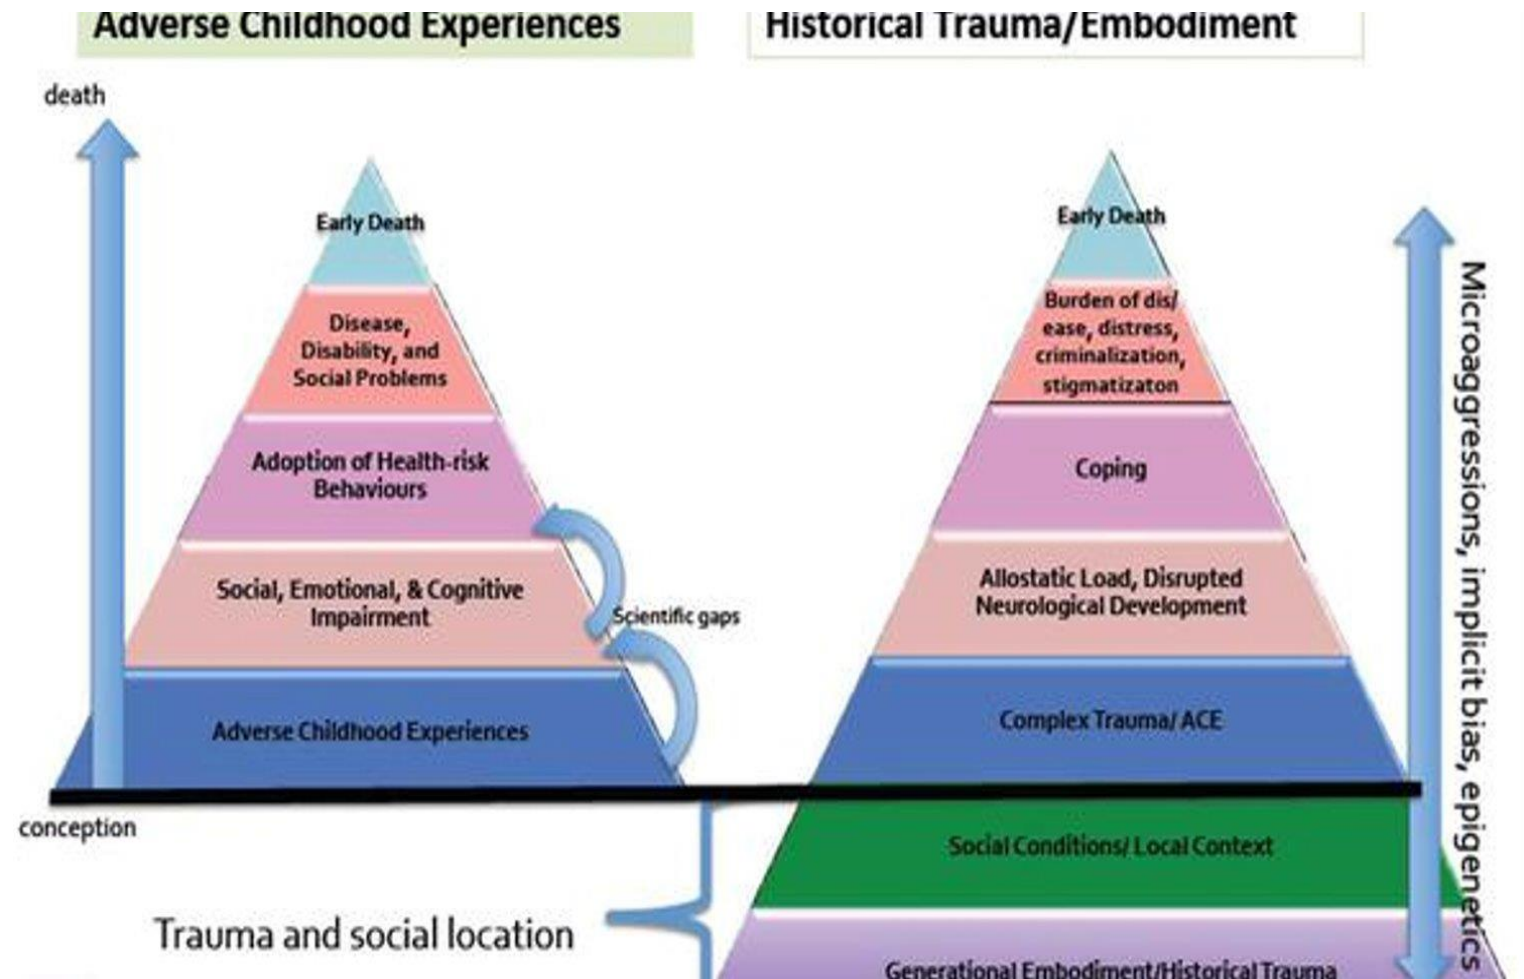 Adverse Childhood Experiences
Historical Trauma/Embodiment
death
Early Death
Disease,
Disability, and
Social Problems
Adoption of Health-risk
Behaviours
Social, Emotional, & Cognitive
Impairment
Scientific gaps
Adverse Childhood Experiences
conception
Trauma and social location
Early Death
Burden of dis/
ease, distress,
criminalization,
stigmatizaton
Coping
Allostatic Load, Disrupted
Neurological Development
Complex Trauma/ ACE
Social Conditions/ Local Context
Generational Embodiment/Historical Trauma
Microaggressions, implicit bias, epigenetics